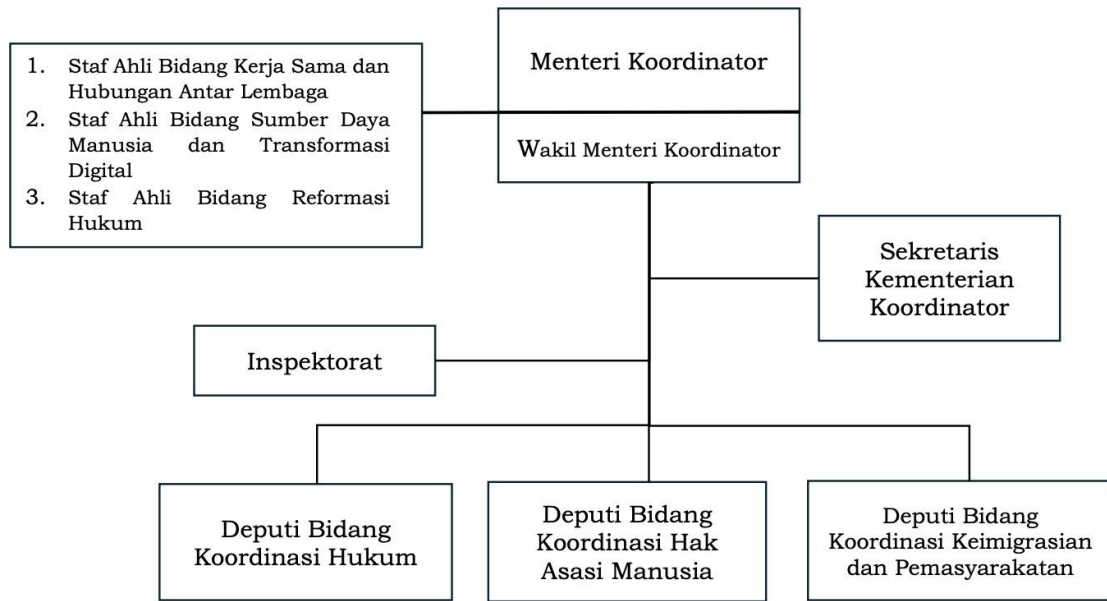 Menteri Koordinator
Wakil Menteri Koordinator
1. Staf Ahli Bidang Kerja Sama dan
Hubungan Antar Lembaga
2. Staf Ahli Bidang Sumber Daya
Manusia dan Transformasi
Digital
3. Staf Ahli Bidang Reformasi
Hukum
Sekretaris
Kementerian
Koordinator
Inspektorat
Deputi Bidang
Koordinasi Hukum
Deputi Bidang
Koordinasi Hak
Asasi Manusia
Deputi Bidang
Koordinasi Keimigrasian
dan Pemasyarakatan